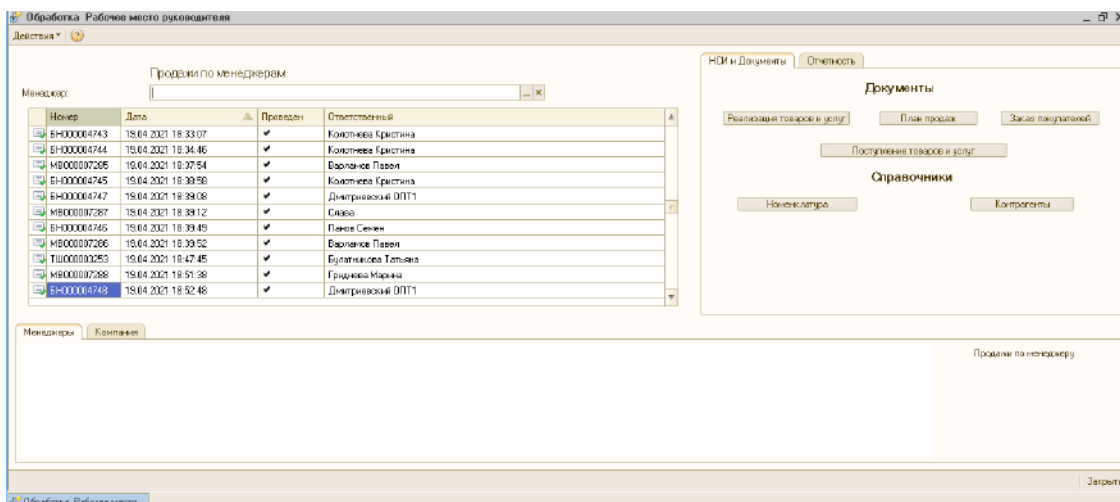 Обработка Рабочее место руководителя
Действия
НСИ и Документы Отчетность
Продажи по менеджерам
Менеджер:
Документы
Номер Дата Проведен Ответственный
БН000004743 19.04.2021 18:33:07 Колотнева Кристина
Реализация товаров и услуг План продаж Заказ покупателей
БН000004744 19.04.2021 18:34:46 Колотнева Кристина
МВ000007285 19.04.2021 18:37:54 Варламов Павел
Поступление товаров и услуг
БН000004745 19.04.2021 18:38:58 Колотнева Кристина
Справочники
БН000004747 19.04.2021 18:39:08 Дмитриевский ОПТ1
МВ000007287 19.04.2021 18:39:12 Слава
Номенклатура Контрагенты
БН000004746 19.04.2021 18:39:49 Панов Семен
МВ000007286 19.04.2021 18:39:52 Варламов Павел
ТШ000003253 19.04.2021 18:47:45 Булатникова Татьяна
МВ000007288 19.04.2021 18:51:38 Гриднева Марина
БН000004748 19.04.2021 18:52:48 Дмитриевский ОПТ1
Менеджеры Компания
Продажи по менеджеру
Закрыть
Обработка Рабочее место